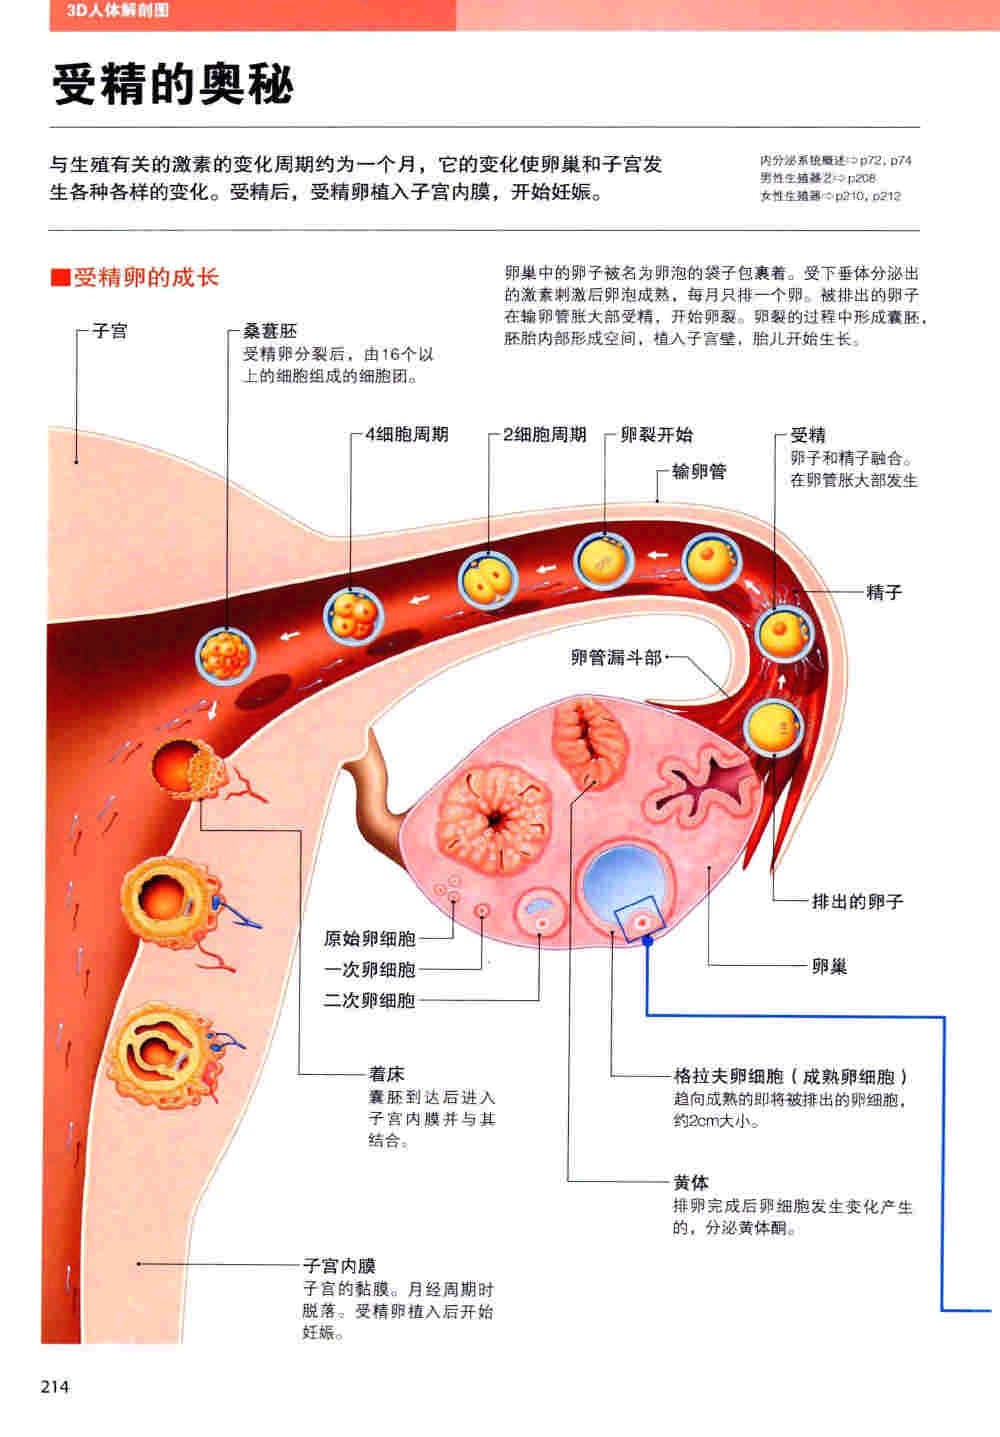 3D人体解剖图
受精的奥秘
与生殖有关的激素的变化周期约为一个月，它的变化使卵巢和子宫发
生各种各样的变化。受精后，受精卵植入子宫内膜，开始妊娠。
内分泌系统概述⇨p72, p74
男性生殖器②⇨p208
女性生殖器⇨p210, p212
■受精卵的成长
卵巢中的卵子被名为卵泡的袋子包裹着。受下垂体分泌出
的激素刺激后卵泡成熟，每月只排一个卵。被排出的卵子
在输卵管胀大部受精，开始卵裂。卵裂的过程中形成囊胚，
胚胎内部形成空间，植入子宫壁，胎儿开始生长。
子宫
桑葚胚
受精卵分裂后，由16个以
上的细胞组成的细胞团。
4细胞周期
2细胞周期
卵裂开始
输卵管
受精
卵子和精子融合。
在卵管胀大部发生
精子
卵管漏斗部
排出的卵子
原始卵细胞
一次卵细胞
二次卵细胞
卵巢
着床
囊胚到达后进入
子宫内膜并与其
结合。
格拉夫卵细胞（成熟卵细胞）
趋向成熟的即将被排出的卵细胞，
约2cm大小。
黄体
排卵完成后卵细胞发生变化产生
的，分泌黄体酮。
子宫内膜
子宫的黏膜。月经周期时
脱落。受精卵植入后开始
妊娠。
214